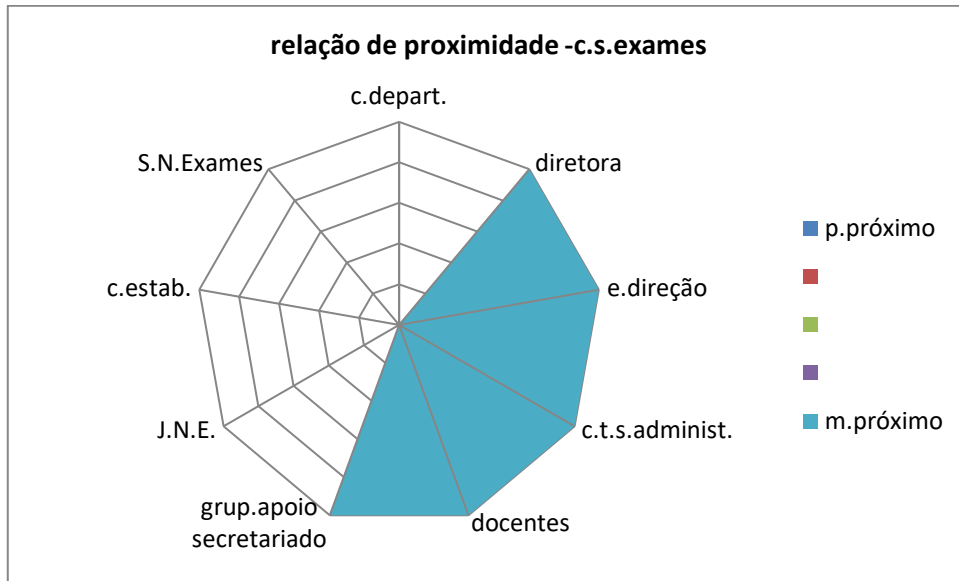 relação de proximidade -c.s.exames
c.depart.
S.N.Exames
diretora
c.estab.
e.direção
J.N.E.
c.t.s.administ.
grup.apoio
secretariado
docentes
p.próximo
m.próximo